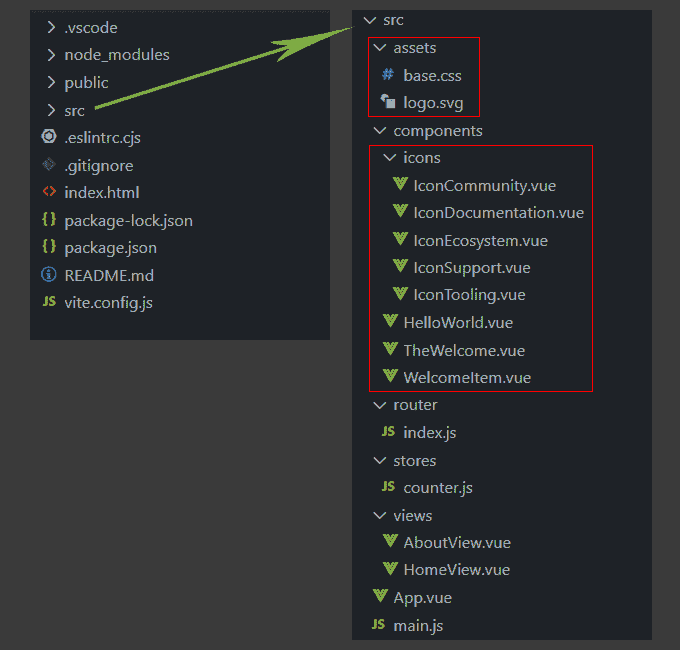 .vscode
node_modules
public
src
.eslintrc.cjs
.gitignore
index.html
package-lock.json
package.json
README.md
JS vite.config.js
src
assets
# base.css
logo.svg
components
icons
IconCommunity.vue
IconDocumentation.vue
IconEcosystem.vue
IconSupport.vue
IconTooling.vue
HelloWorld.vue
TheWelcome.vue
WelcomeItem.vue
router
JS index.js
stores
JS counter.js
views
AboutView.vue
HomeView.vue
App.vue
JS main.js